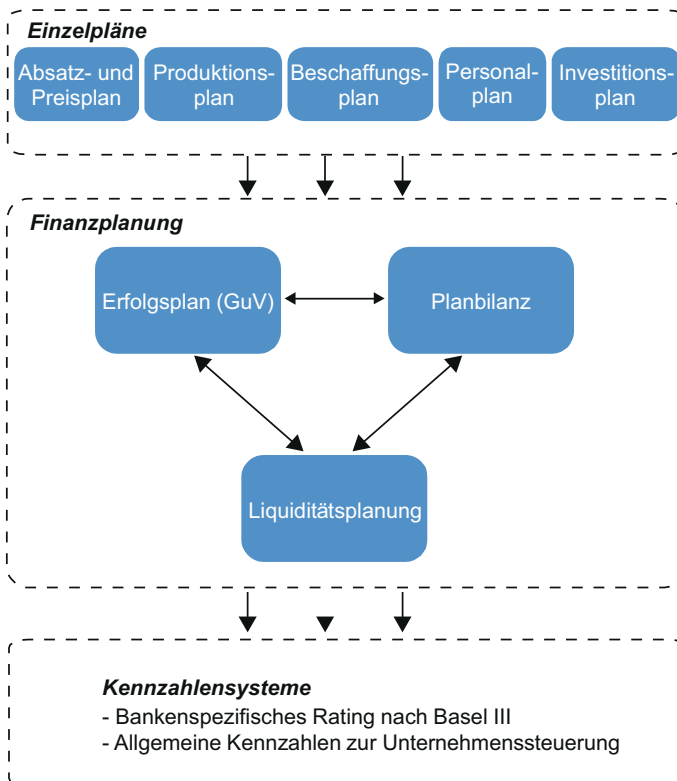 Einzelpläne
Absatz- und
Preisplan
Produktions-
plan
Beschaffungs-
plan
Personal-
plan
Investitions-
plan
Finanzplanung
Erfolgsplan (GuV)
Planbilanz
Liquiditätsplanung
Kennzahlensysteme
- Bankenspezifisches Rating nach Basel III
- Allgemeine Kennzahlen zur Unternehmenssteuerung